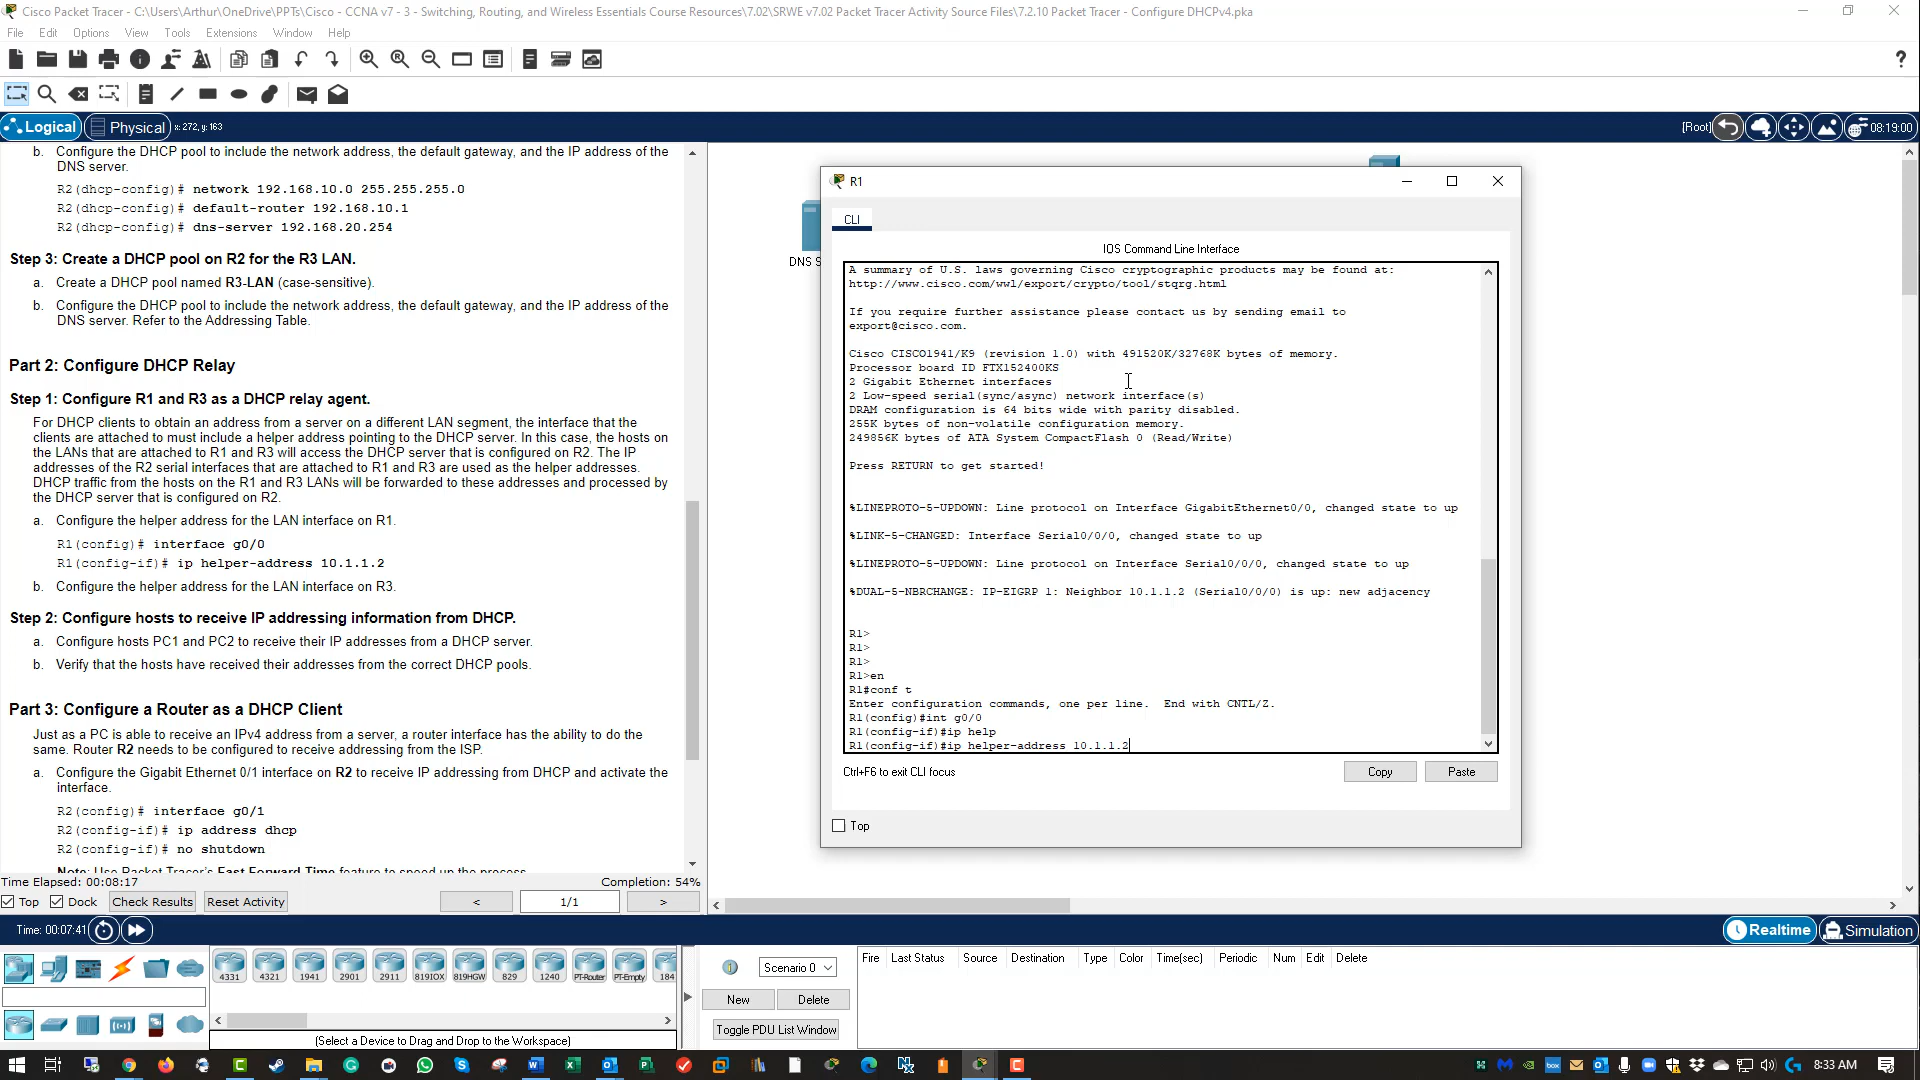 Cisco Packet Tracer - C:\Users\Arthur\OneDrive\PPTs\Cisco - CCNA v7 - 3 - Switching, Routing, and Wireless Essentials Course Resources\7.02\SRWE v7.02 Packet Tracer Activity Source Files\7.2.10 Packet Tracer - Configure DHCPv4.pka
File Edit Options View Tools Extensions Window Help
?
Logical Physical x: 272, y: 163
[Root] 08:19:00
b. Configure the DHCP pool to include the network address, the default gateway, and the IP address of the
DNS server.
R2(dhcp-config)# network 192.168.10.0 255.255.255.0
R2(dhcp-config)# default-router 192.168.10.1
R2(dhcp-config)# dns-server 192.168.20.254
Step 3: Create a DHCP pool on R2 for the R3 LAN.
a. Create a DHCP pool named R3-LAN (case-sensitive).
b. Configure the DHCP pool to include the network address, the default gateway, and the IP address of the
DNS server. Refer to the Addressing Table.
Part 2: Configure DHCP Relay
Step 1: Configure R1 and R3 as a DHCP relay agent.
For DHCP clients to obtain an address from a server on a different LAN segment, the interface that the
clients are attached to must include a helper address pointing to the DHCP server. In this case, the hosts on
the LANs that are attached to R1 and R3 will access the DHCP server that is configured on R2. The IP
addresses of the R2 serial interfaces that are attached to R1 and R3 are used as the helper addresses.
DHCP traffic from the hosts on the R1 and R3 LANs will be forwarded to these addresses and processed by
the DHCP server that is configured on R2.
a. Configure the helper address for the LAN interface on R1.
R1(config)# interface g0/0
R1(config-if)# ip helper-address 10.1.1.2
b. Configure the helper address for the LAN interface on R3.
Step 2: Configure hosts to receive IP addressing information from DHCP.
a. Configure hosts PC1 and PC2 to receive their IP addresses from a DHCP server.
b. Verify that the hosts have received their addresses from the correct DHCP pools.
Part 3: Configure a Router as a DHCP Client
Just as a PC is able to receive an IPv4 address from a server, a router interface has the ability to do the
same. Router R2 needs to be configured to receive addressing from the ISP.
a. Configure the Gigabit Ethernet 0/1 interface on R2 to receive IP addressing from DHCP and activate the
interface.
R2(config)# interface g0/1
R2(config-if)# ip address dhcp
R2(config-if)# no shutdown
Note: Use Packet Tracer's Fast Forward Time feature to speed up the process
Time Elapsed: 00:08:17 Completion: 54%
Top Dock Check Results Reset Activity < 1/1 >
DNS S
R1
CLI
IOS Command Line Interface
A summary of U.S. laws governing Cisco cryptographic products may be found at:
http://www.cisco.com/wwl/export/crypto/tool/stqrg.html
If you require further assistance please contact us by sending email to
export@cisco.com.
Cisco CISCO1941/K9 (revision 1.0) with 491520K/32768K bytes of memory.
Processor board ID FTX152400KS
2 Gigabit Ethernet interfaces
2 Low-speed serial(sync/async) network interface(s)
DRAM configuration is 64 bits wide with parity disabled.
255K bytes of non-volatile configuration memory.
249856K bytes of ATA System CompactFlash 0 (Read/Write)
Press RETURN to get started!
%LINEPROTO-5-UPDOWN: Line protocol on Interface GigabitEthernet0/0, changed state to up
%LINK-5-CHANGED: Interface Serial0/0/0, changed state to up
%LINEPROTO-5-UPDOWN: Line protocol on Interface Serial0/0/0, changed state to up
%DUAL-5-NBRCHANGE: IP-EIGRP 1: Neighbor 10.1.1.2 (Serial0/0/0) is up: new adjacency
R1>
R1>
R1>
R1>en
R1#conf t
Enter configuration commands, one per line. End with CNTL/Z.
R1(config)#int g0/0
R1(config-if)#ip help
R1(config-if)#ip helper-address 10.1.1.2
Ctrl+F6 to exit CLI focus Copy Paste
Top
Time: 00:07:41 Realtime Simulation
4331 4321 1941 2901 2911 819IOX 819HGW 829 1240 PT-Router PT-Empty 184
(Select a Device to Drag and Drop to the Workspace)
Scenario 0
New Delete
Toggle PDU List Window
Fire Last Status Source Destination Type Color Time(sec) Periodic Num Edit Delete
8:33 AM